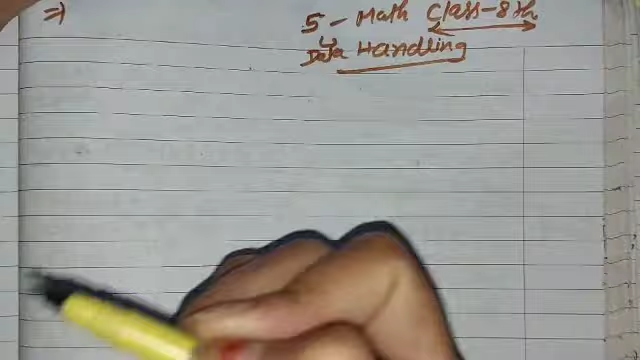 ⇒ 5 - Math Class-8th
Data Handling